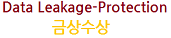 Data Leakage-Protection
금상수상